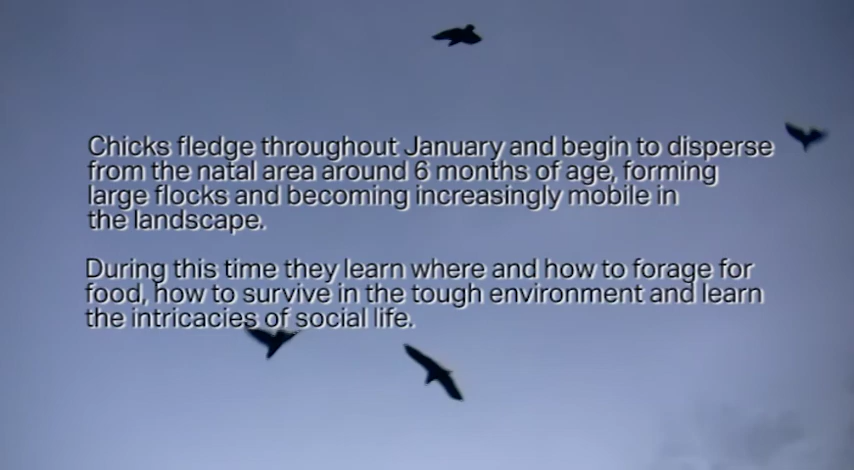 Chicks fledge throughout January and begin to disperse
from the natal area around 6 months of age, forming
large flocks and becoming increasingly mobile in
the landscape.
During this time they learn where and how to forage for
food, how to survive in the tough environment and learn
the intricacies of social life.